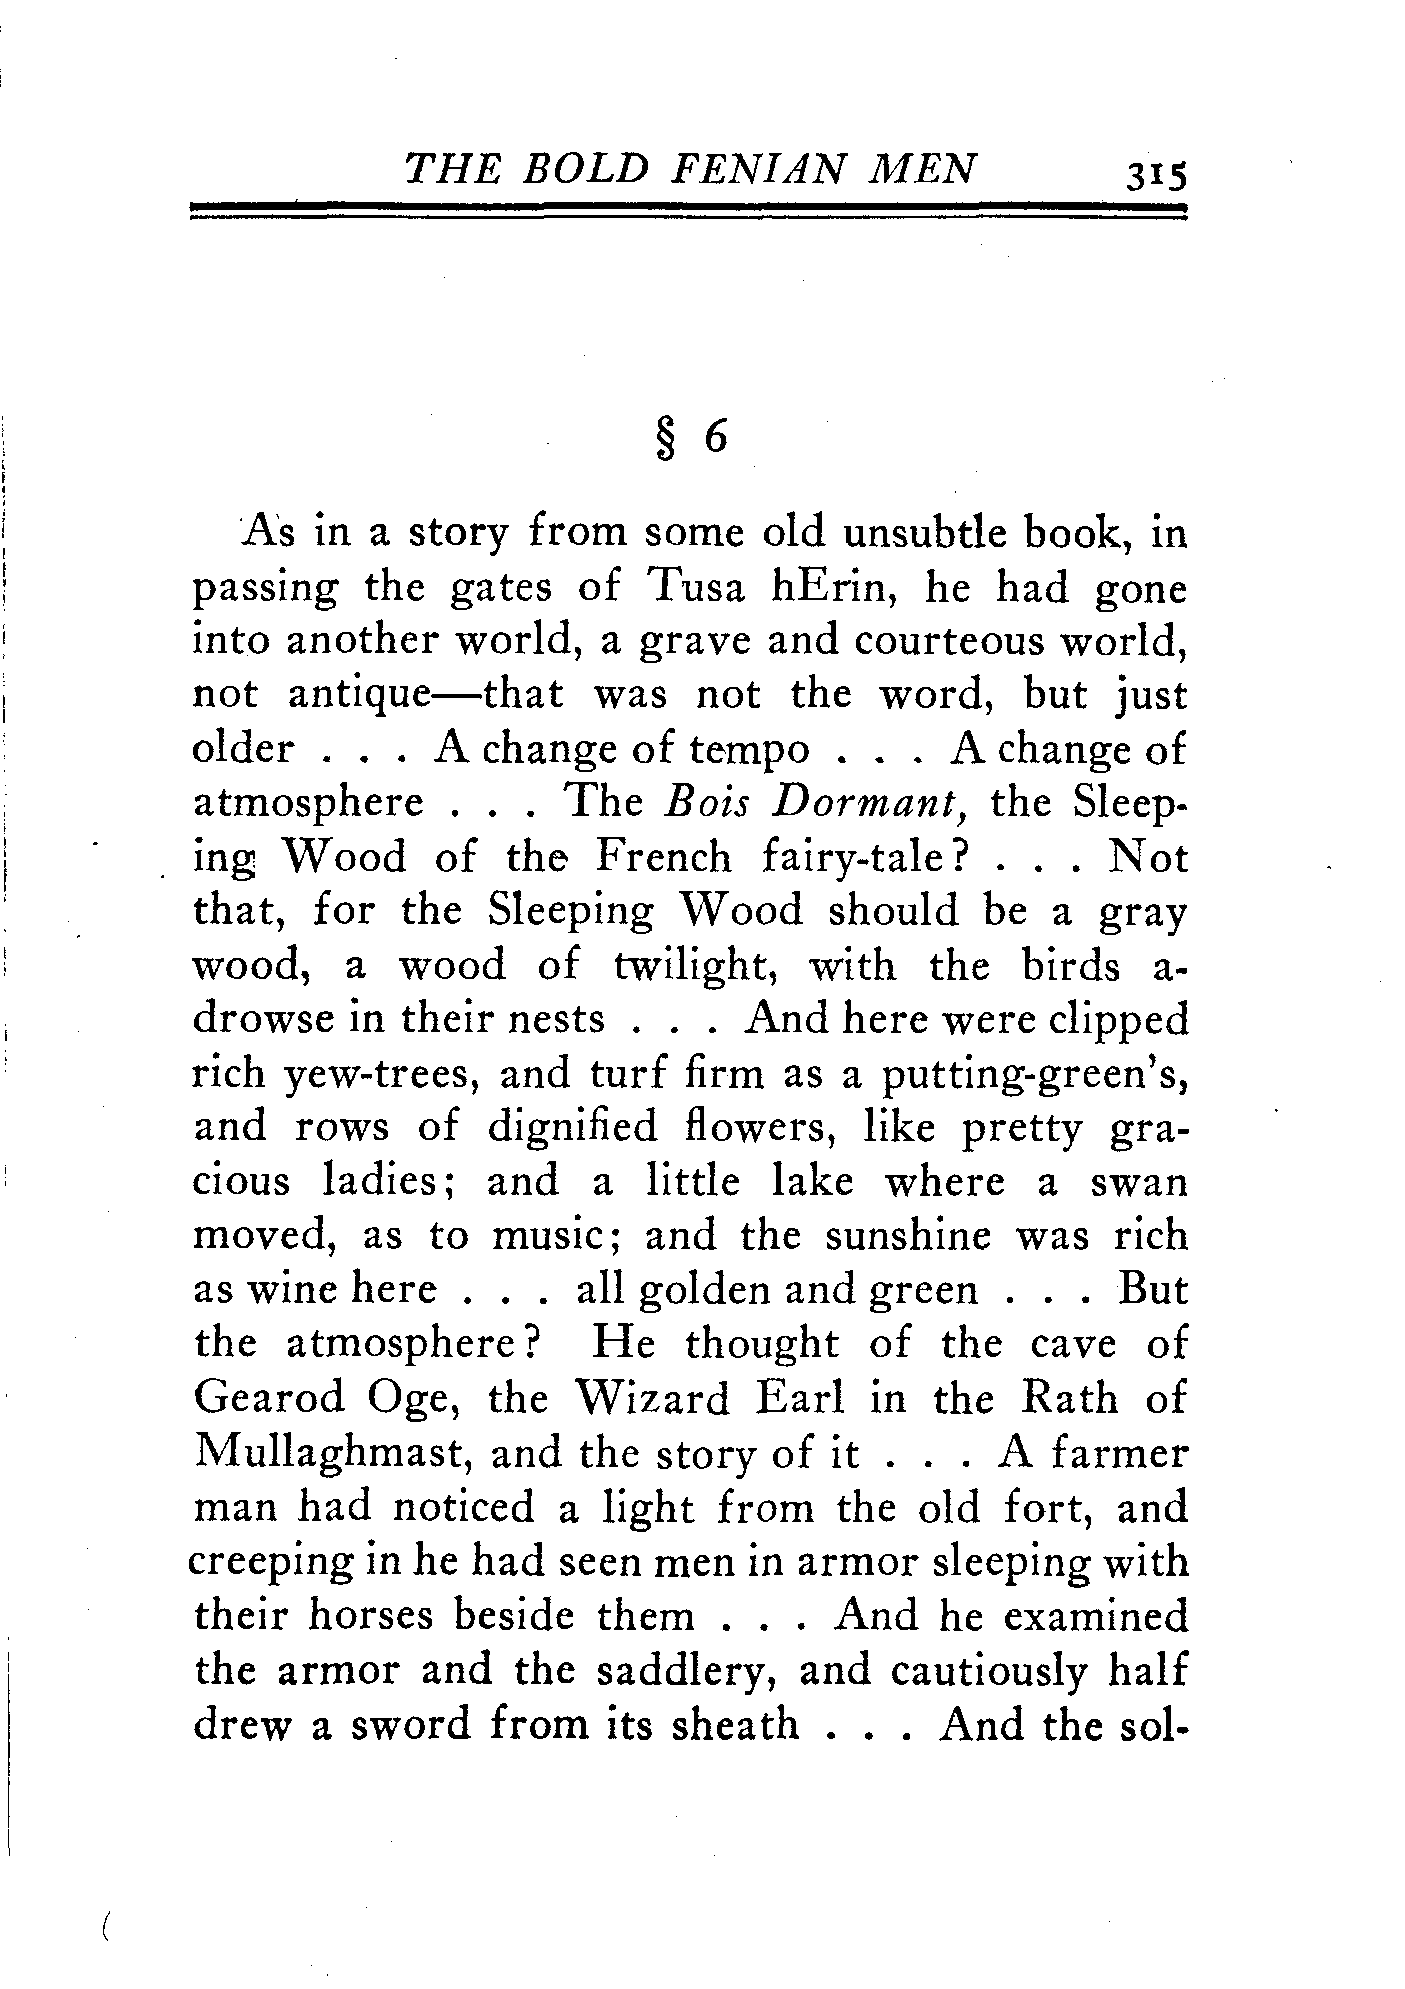 THE BOLD FENIAN MEN 315
§ 6
As in a story from some old unsubtle book, in
passing the gates of Tusa hErin, he had gone
into another world, a grave and courteous world,
not antique—that was not the word, but just
older . . . A change of tempo . . . A change of
atmosphere . . . The Bois Dormant, the Sleep-
ing Wood of the French fairy-tale? . . . Not
that, for the Sleeping Wood should be a gray
wood, a wood of twilight, with the birds a-
drowse in their nests . . . And here were clipped
rich yew-trees, and turf firm as a putting-green's,
and rows of dignified flowers, like pretty gra-
cious ladies; and a little lake where a swan
moved, as to music; and the sunshine was rich
as wine here . . . all golden and green . . . But
the atmosphere? He thought of the cave of
Gearod Oge, the Wizard Earl in the Rath of
Mullaghmast, and the story of it . . . A farmer
man had noticed a light from the old fort, and
creeping in he had seen men in armor sleeping with
their horses beside them . . . And he examined
the armor and the saddlery, and cautiously half
drew a sword from its sheath . . . And the sol-